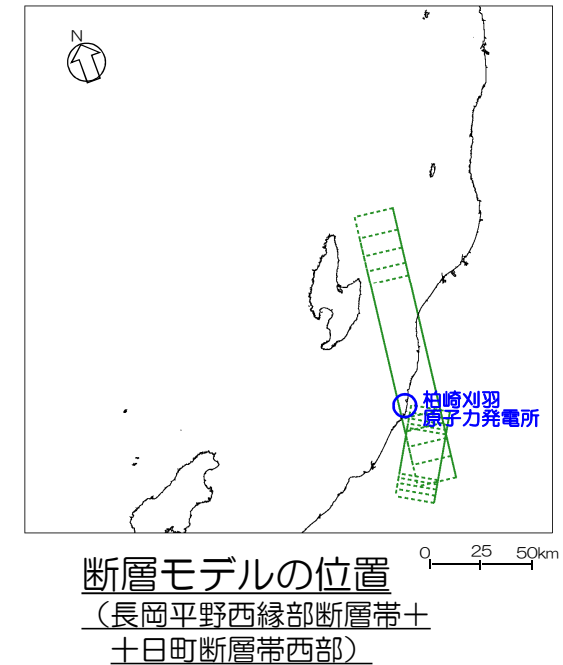 N
柏崎刈羽
原子力発電所
0 25 50km
断層モデルの位置
（長岡平野西縁部断層帯＋
十日町断層帯西部）